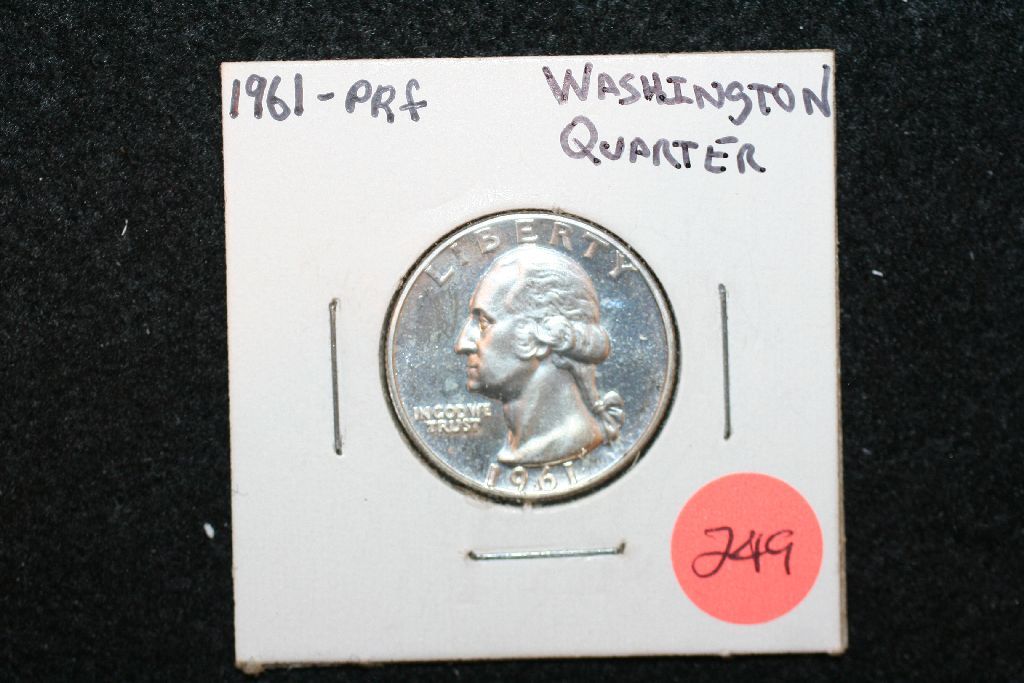 1961-PRf
WASHINGTON
QUARTER
LIBERTY
IN GOD WE
TRUST
1961
249